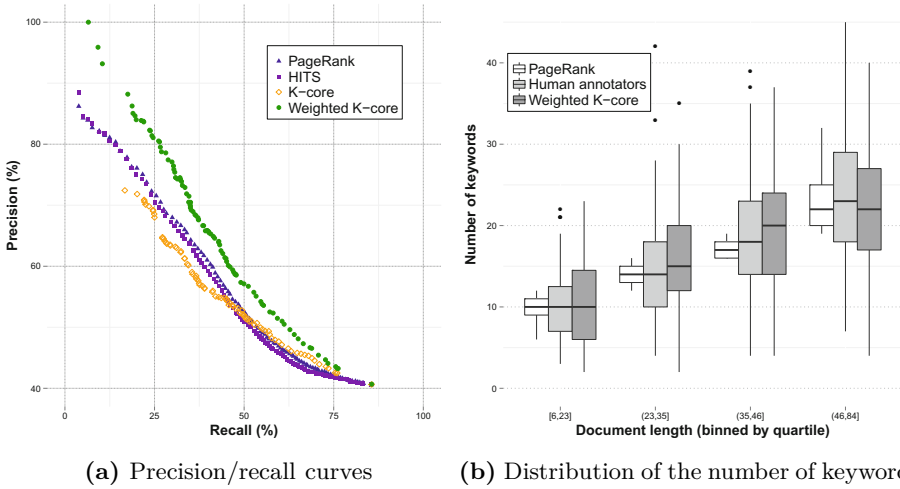 100
80
60
40
Precision (%)
PageRank
HITS
K−core
Weighted K−core
0 25 50 75 100
Recall (%)
(a) Precision/recall curves
40
30
20
10
0
Number of keywords
PageRank
Human annotators
Weighted K−core
[6,23] (23,35] (35,46] (46,84]
Document length (binned by quartile)
(b) Distribution of the number of keyword